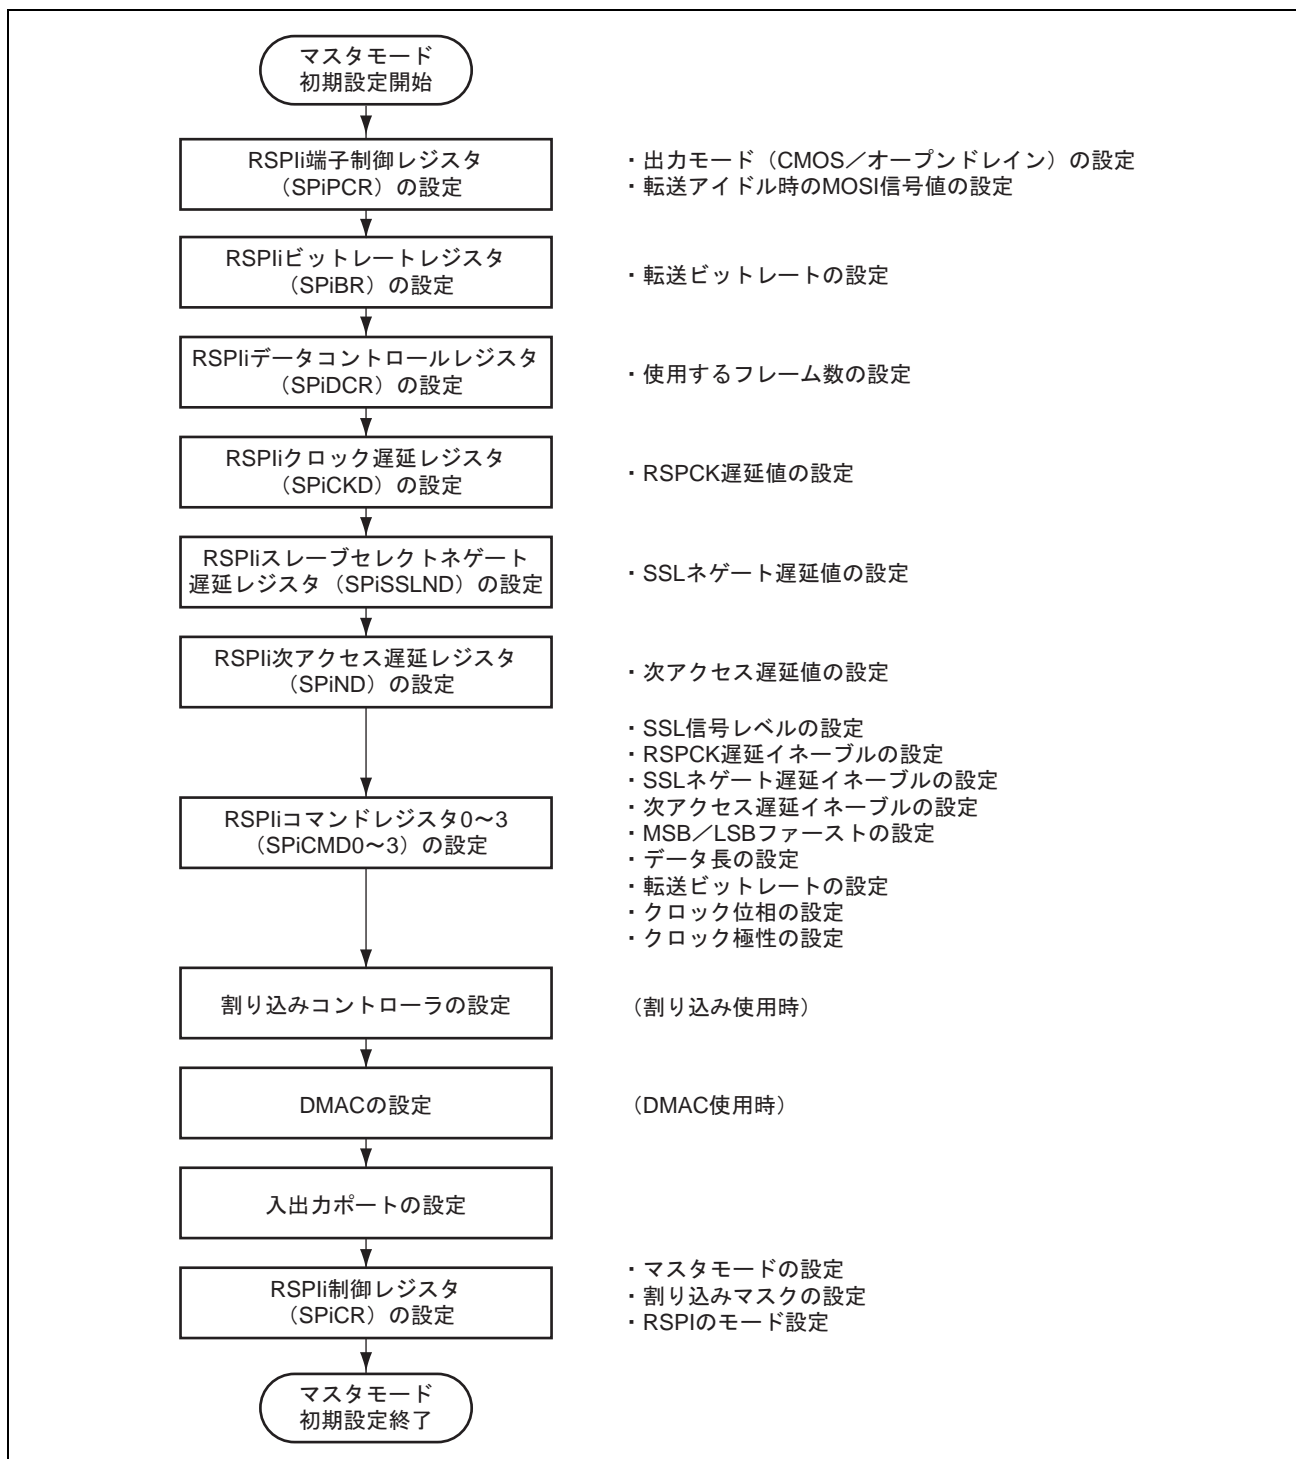 マスタモード
初期設定開始
RSPIi端子制御レジスタ
（SPiPCR）の設定
・出力モード（CMOS／オープンドレイン）の設定
・転送アイドル時のMOSI信号値の設定
RSPIiビットレートレジスタ
（SPiBR）の設定
・転送ビットレートの設定
RSPIiデータコントロールレジスタ
（SPiDCR）の設定
・使用するフレーム数の設定
RSPIiクロック遅延レジスタ
（SPiCKD）の設定
・RSPCK遅延値の設定
RSPIiスレーブセレクトネゲート
遅延レジスタ（SPiSSLND）の設定
・SSLネゲート遅延値の設定
RSPIi次アクセス遅延レジスタ
（SPiND）の設定
・次アクセス遅延値の設定
RSPIiコマンドレジスタ0～3
（SPiCMD0～3）の設定
・SSL信号レベルの設定
・RSPCK遅延イネーブルの設定
・SSLネゲート遅延イネーブルの設定
・次アクセス遅延イネーブルの設定
・MSB／LSBファーストの設定
・データ長の設定
・転送ビットレートの設定
・クロック位相の設定
・クロック極性の設定
割り込みコントローラの設定
（割り込み使用時）
DMACの設定
（DMAC使用時）
入出力ポートの設定
RSPIi制御レジスタ
（SPiCR）の設定
・マスタモードの設定
・割り込みマスクの設定
・RSPIのモード設定
マスタモード
初期設定終了